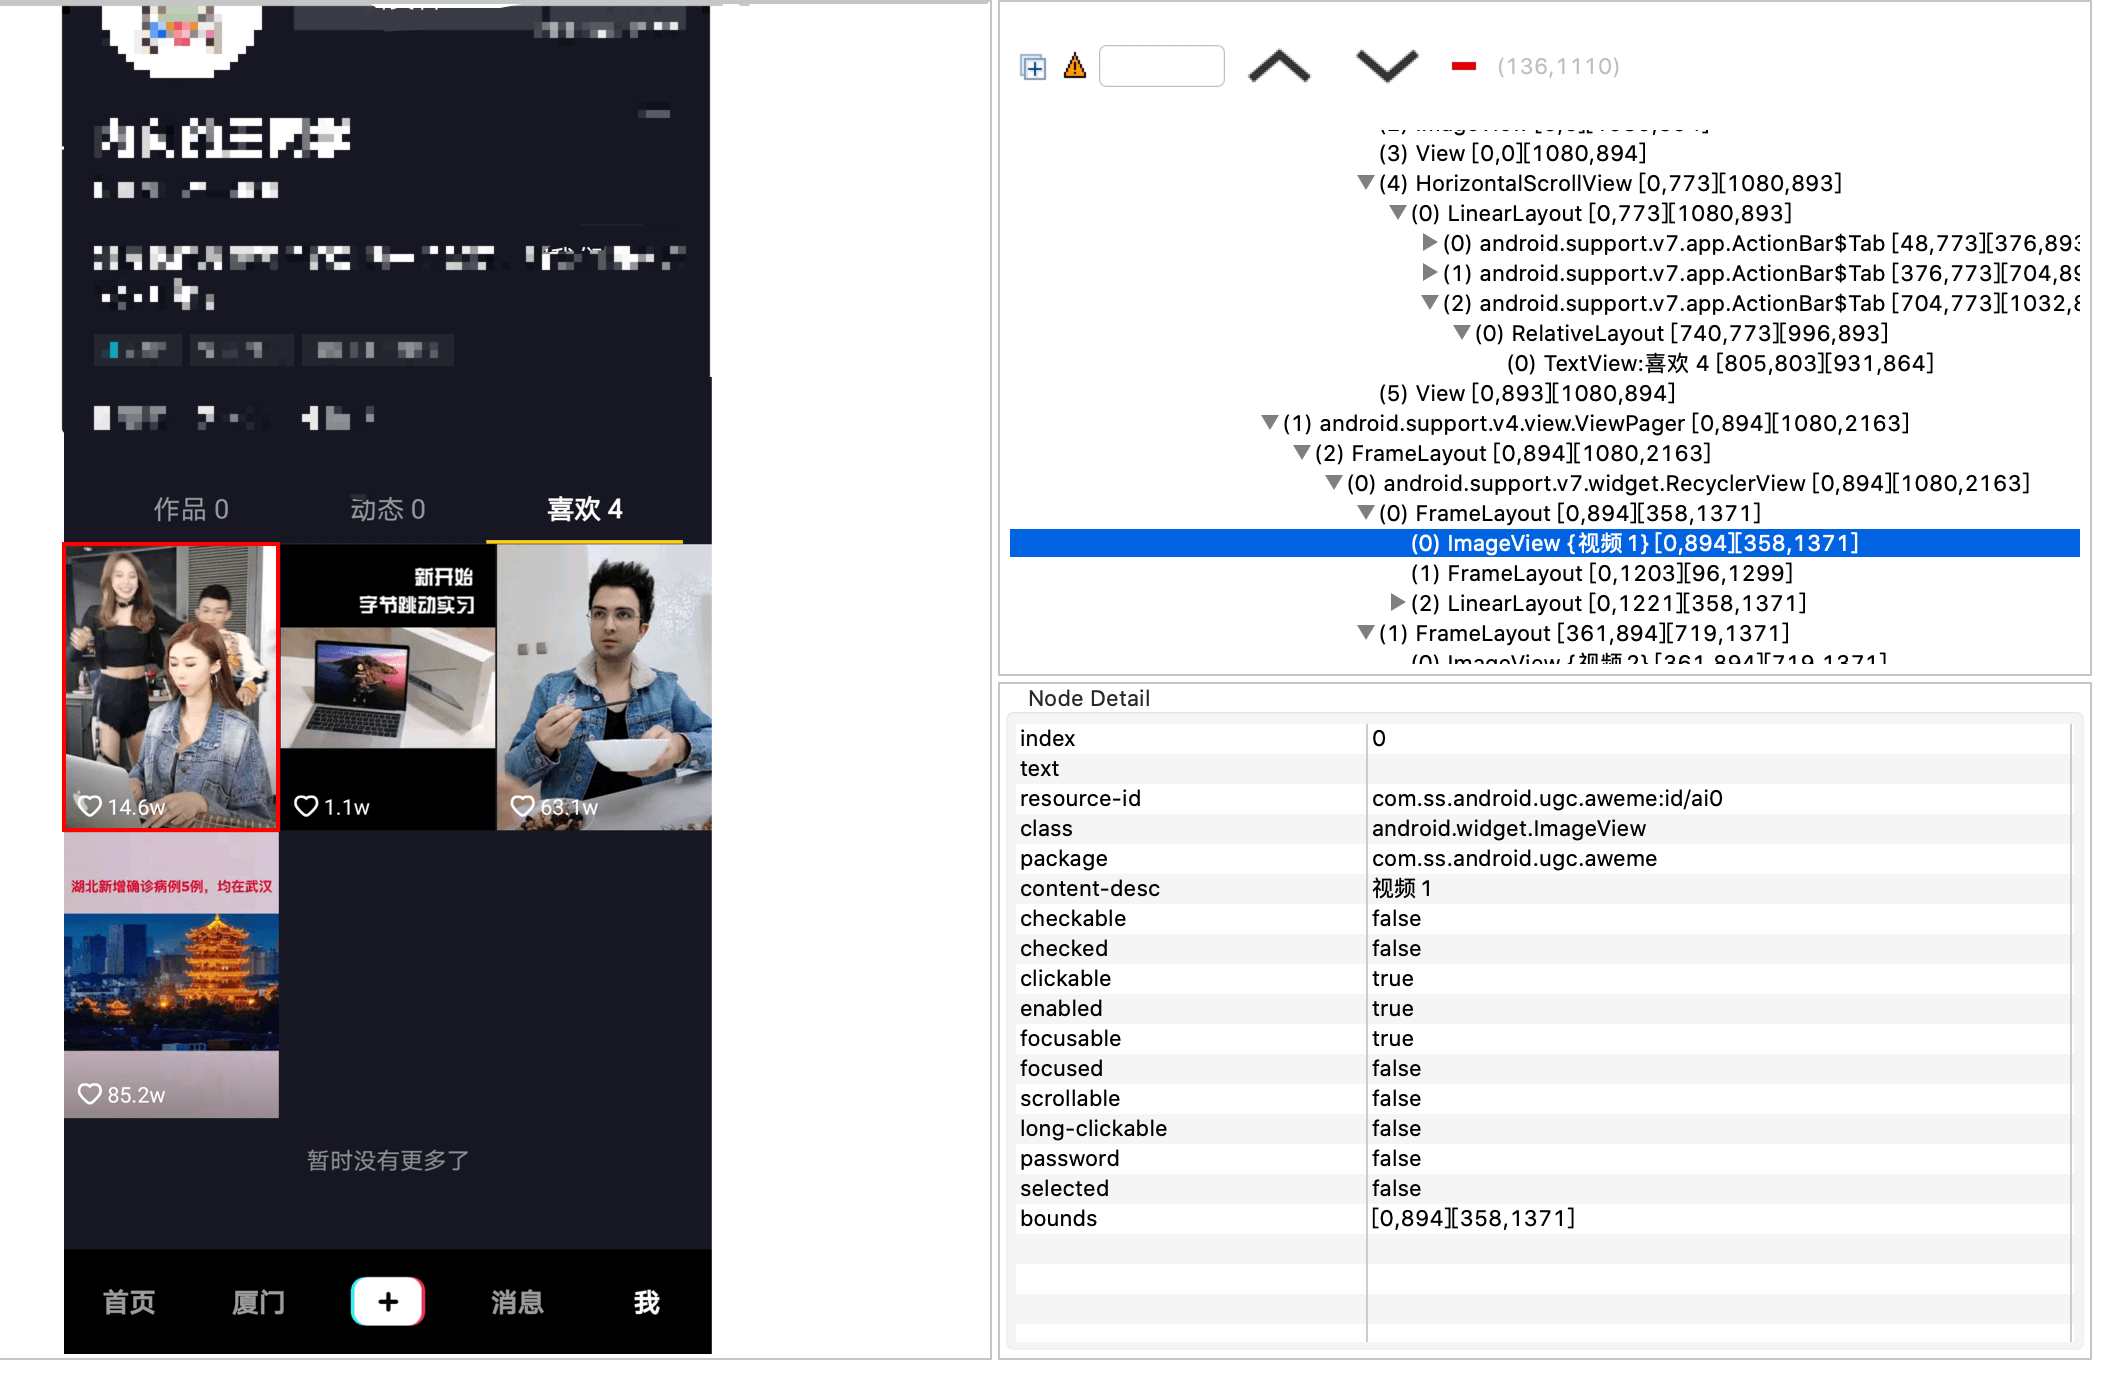 作品 0
动态 0
喜欢 4
新开始
字节跳动实习
14.6w
1.1w
63.1w
湖北新增确诊病例5例，均在武汉
85.2w
暂时没有更多了
首页
厦门
+
消息
我
(136,1110)
(3) View [0,0][1080,894]
(4) HorizontalScrollView [0,773][1080,893]
(0) LinearLayout [0,773][1080,893]
(0) android.support.v7.app.ActionBar$Tab [48,773][376,893
(1) android.support.v7.app.ActionBar$Tab [376,773][704,89
(2) android.support.v7.app.ActionBar$Tab [704,773][1032,8
(0) RelativeLayout [740,773][996,893]
(0) TextView:喜欢 4 [805,803][931,864]
(5) View [0,893][1080,894]
(1) android.support.v4.view.ViewPager [0,894][1080,2163]
(2) FrameLayout [0,894][1080,2163]
(0) android.support.v7.widget.RecyclerView [0,894][1080,2163]
(0) FrameLayout [0,894][358,1371]
(0) ImageView {视频 1} [0,894][358,1371]
(1) FrameLayout [0,1203][96,1299]
(2) LinearLayout [0,1221][358,1371]
(1) FrameLayout [361,894][719,1371]
(0) ImageView {视频 2} [361,894][719,1371]
Node Detail
index 0
text
resource-id com.ss.android.ugc.aweme:id/ai0
class android.widget.ImageView
package com.ss.android.ugc.aweme
content-desc 视频 1
checkable false
checked false
clickable true
enabled true
focusable true
focused false
scrollable false
long-clickable false
password false
selected false
bounds [0,894][358,1371]